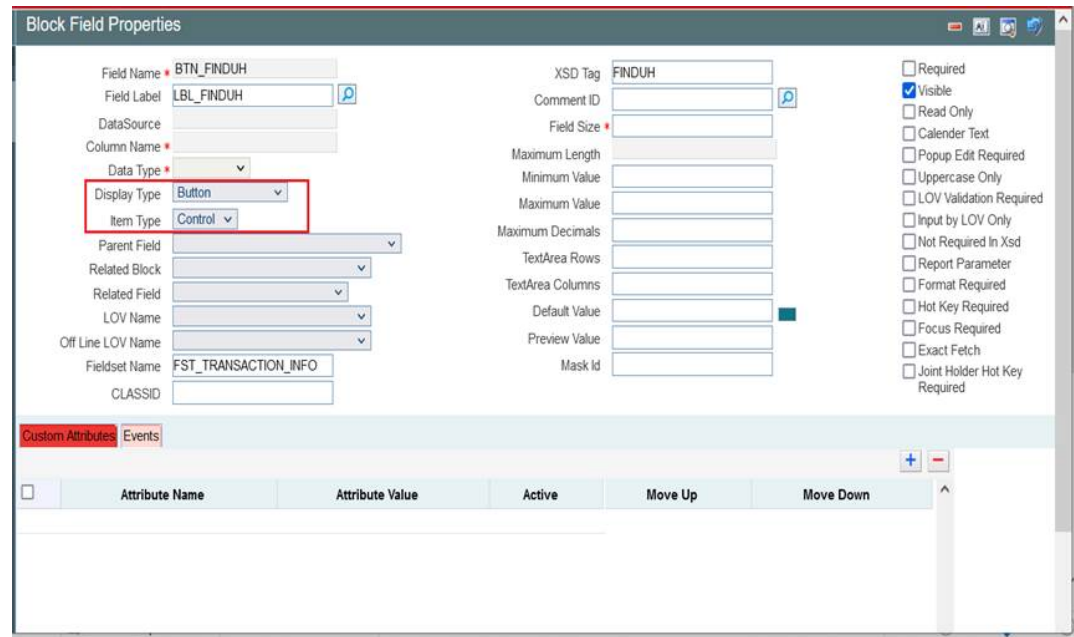 Block Field Properties
Field Name * BTN_FINDUH
Field Label LBL_FINDUH
DataSource
Column Name *
Data Type *
Display Type Button
Item Type Control
Parent Field
Related Block
Related Field
LOV Name
Off Line LOV Name
Fieldset Name FST_TRANSACTION_INFO
CLASSID
XSD Tag FINDUH
Comment ID
Field Size *
Maximum Length
Minimum Value
Maximum Value
Maximum Decimals
TextArea Rows
TextArea Columns
Default Value
Preview Value
Mask Id
Required
Visible
Read Only
Calender Text
Popup Edit Required
Uppercase Only
LOV Validation Required
Input by LOV Only
Not Required In Xsd
Report Parameter
Format Required
Hot Key Required
Focus Required
Exact Fetch
Joint Holder Hot Key
Required
Custom Attributes Events
Attribute Name Attribute Value Active Move Up Move Down